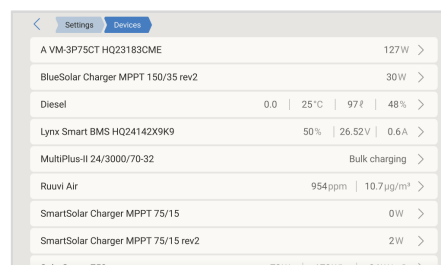 Settings Devices
A VM-3P75CT HQ23183CME 127W
BlueSolar Charger MPPT 150/35 rev2 30W
Diesel 0.0 25°C 97ℓ 48%
Lynx Smart BMS HQ24142X9K9 50% 26.52V 0.6A
MultiPlus-II 24/3000/70-32 Bulk charging
Ruuvi Air 954ppm 10.7µg/m³
SmartSolar Charger MPPT 75/15 0W
SmartSolar Charger MPPT 75/15 rev2 2W